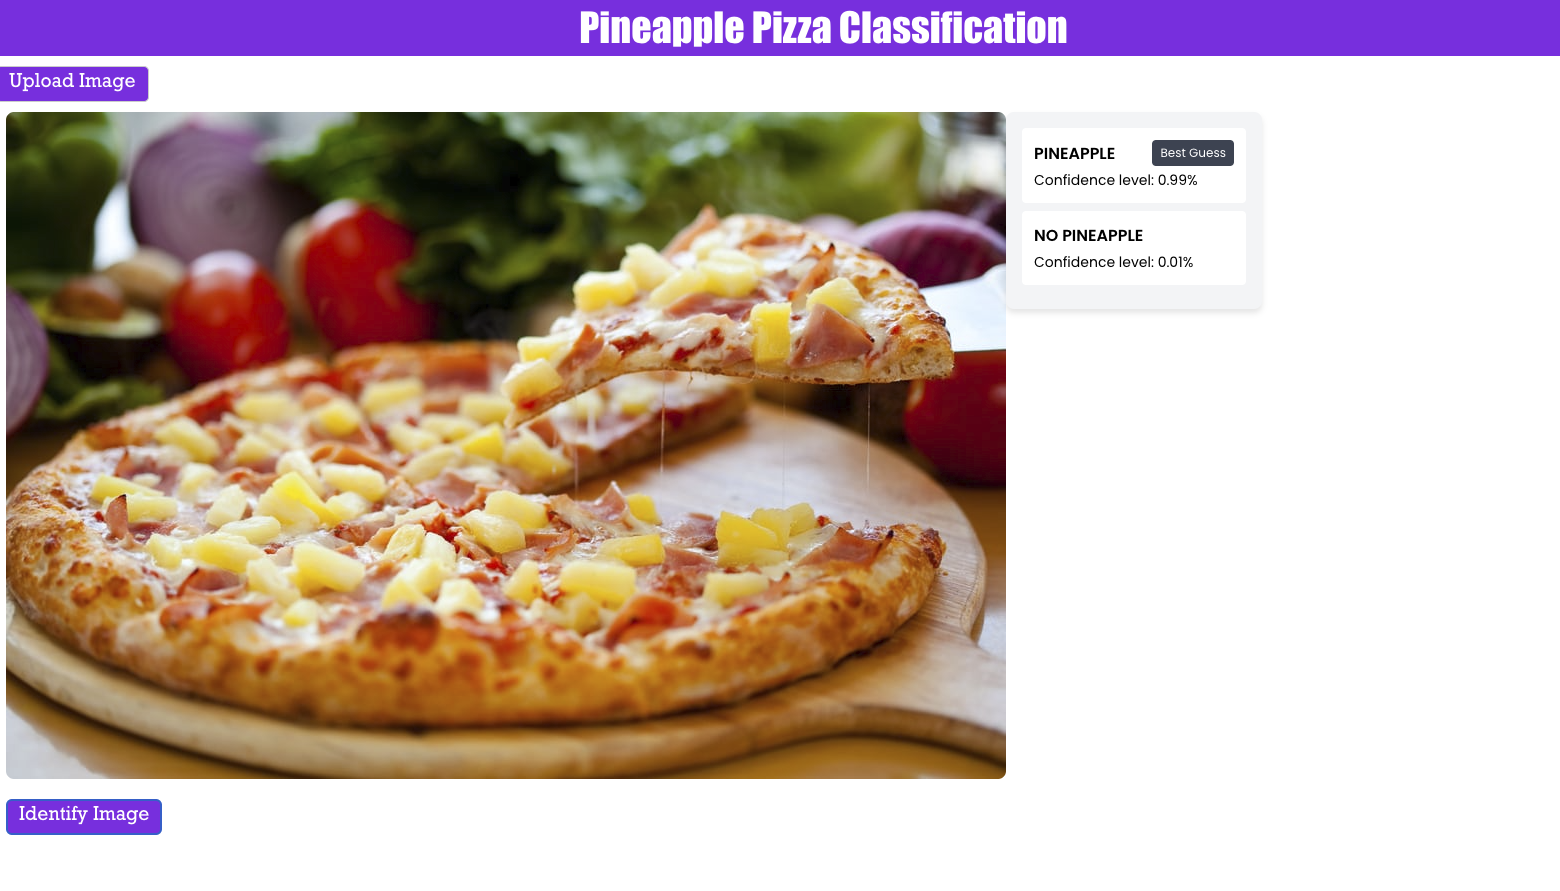 Pineapple Pizza Classification
Upload Image
PINEAPPLE
Best Guess
Confidence level: 0.99%
NO PINEAPPLE
Confidence level: 0.01%
Identify Image